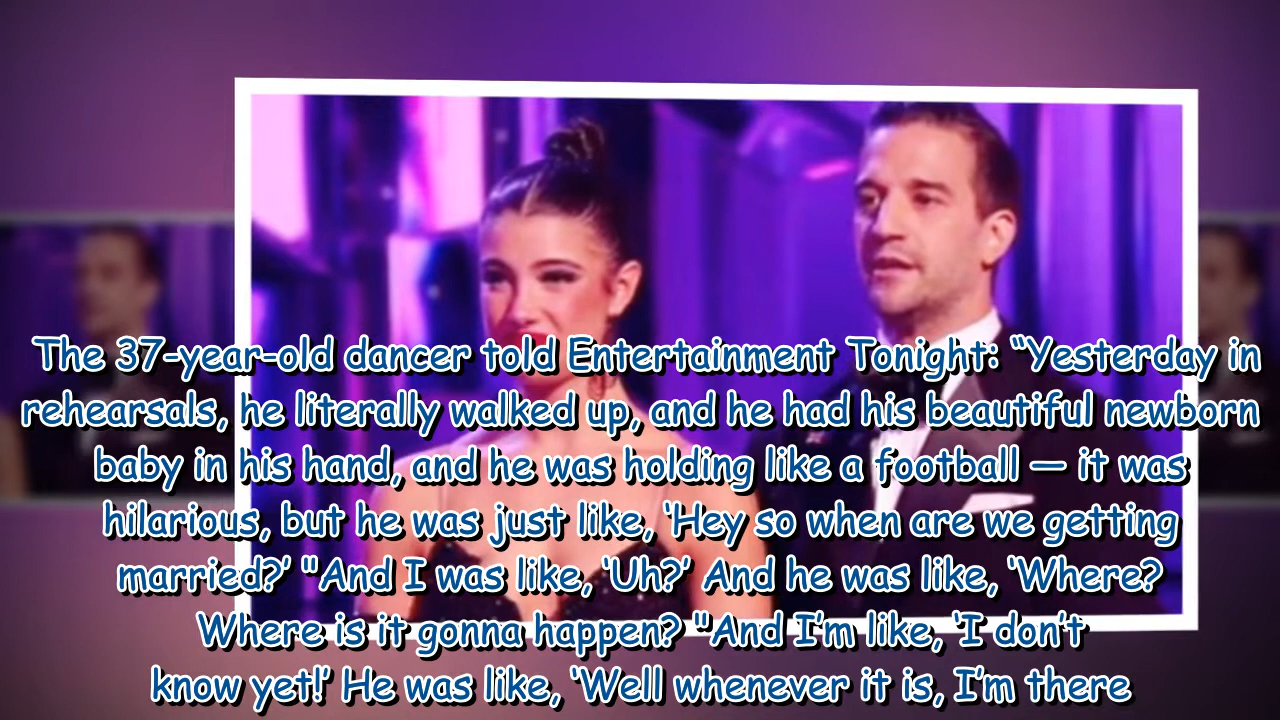 The 37-year-old dancer told Entertainment Tonight: “Yesterday in
rehearsals, he literally walked up, and he had his beautiful newborn
baby in his hand, and he was holding like a football — it was
hilarious, but he was just like, ‘Hey so when are we getting
married?’ "And I was like, ‘Uh?’ And he was like, ‘Where?
Where is it gonna happen? "And I’m like, ‘I don’t
know yet!’ He was like, ‘Well whenever it is, I’m there